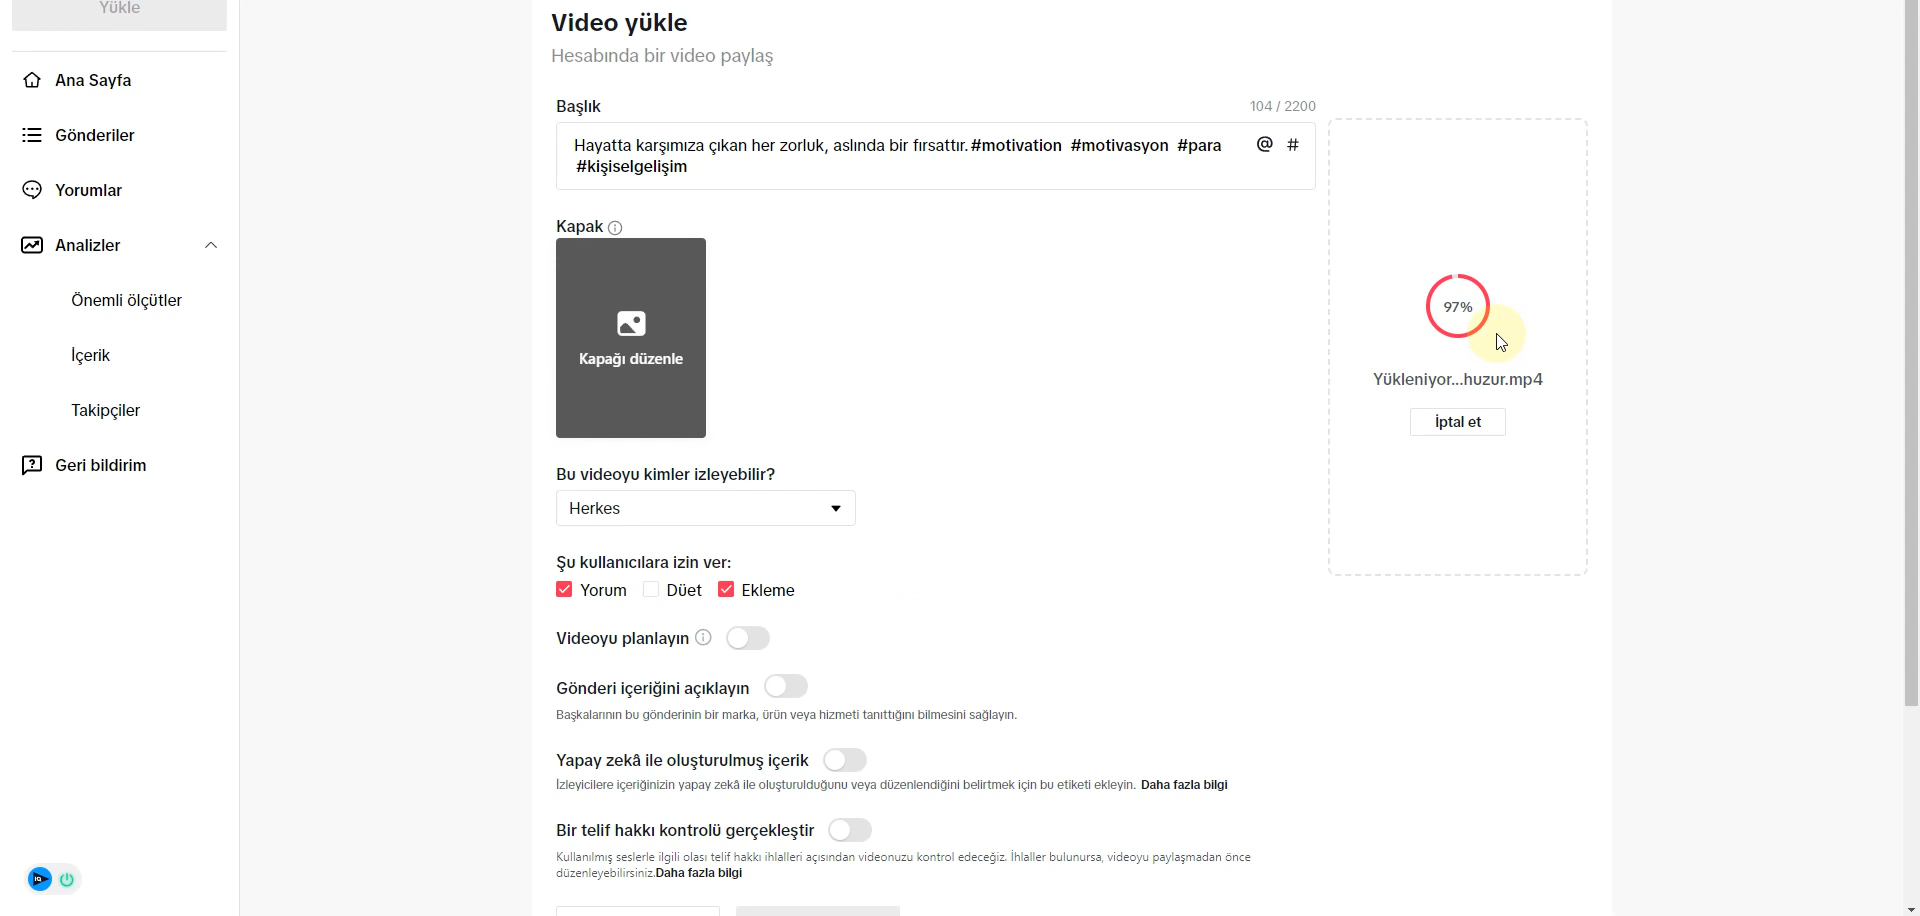 Yükle
Ana Sayfa
Gönderiler
Yorumlar
Analizler
Önemli ölçütler
İçerik
Takipçiler
Geri bildirim
Video yükle
Hesabında bir video paylaş
Başlık
104 / 2200
Hayatta karşımıza çıkan her zorluk, aslında bir fırsattır.#motivation #motivasyon #para
#kişiselgelişim
@ #
Kapak
Kapağı düzenle
97%
Yükleniyor...huzur.mp4
İptal et
Bu videoyu kimler izleyebilir?
Herkes
Şu kullanıcılara izin ver:
Yorum Düet Ekleme
Videoyu planlayın
Gönderi içeriğini açıklayın
Başkalarının bu gönderinin bir marka, ürün veya hizmeti tanıttığını bilmesini sağlayın.
Yapay zekâ ile oluşturulmuş içerik
İzleyicilere içeriğinizin yapay zekâ ile oluşturulduğunu veya düzenlendiğini belirtmek için bu etiketi ekleyin. Daha fazla bilgi
Bir telif hakkı kontrolü gerçekleştir
Kullanılmış seslerle ilgili olası telif hakkı ihlalleri açısından videonuzu kontrol edeceğiz. İhlaller bulunursa, videoyu paylaşmadan önce
düzenleyebilirsiniz.Daha fazla bilgi
IQ